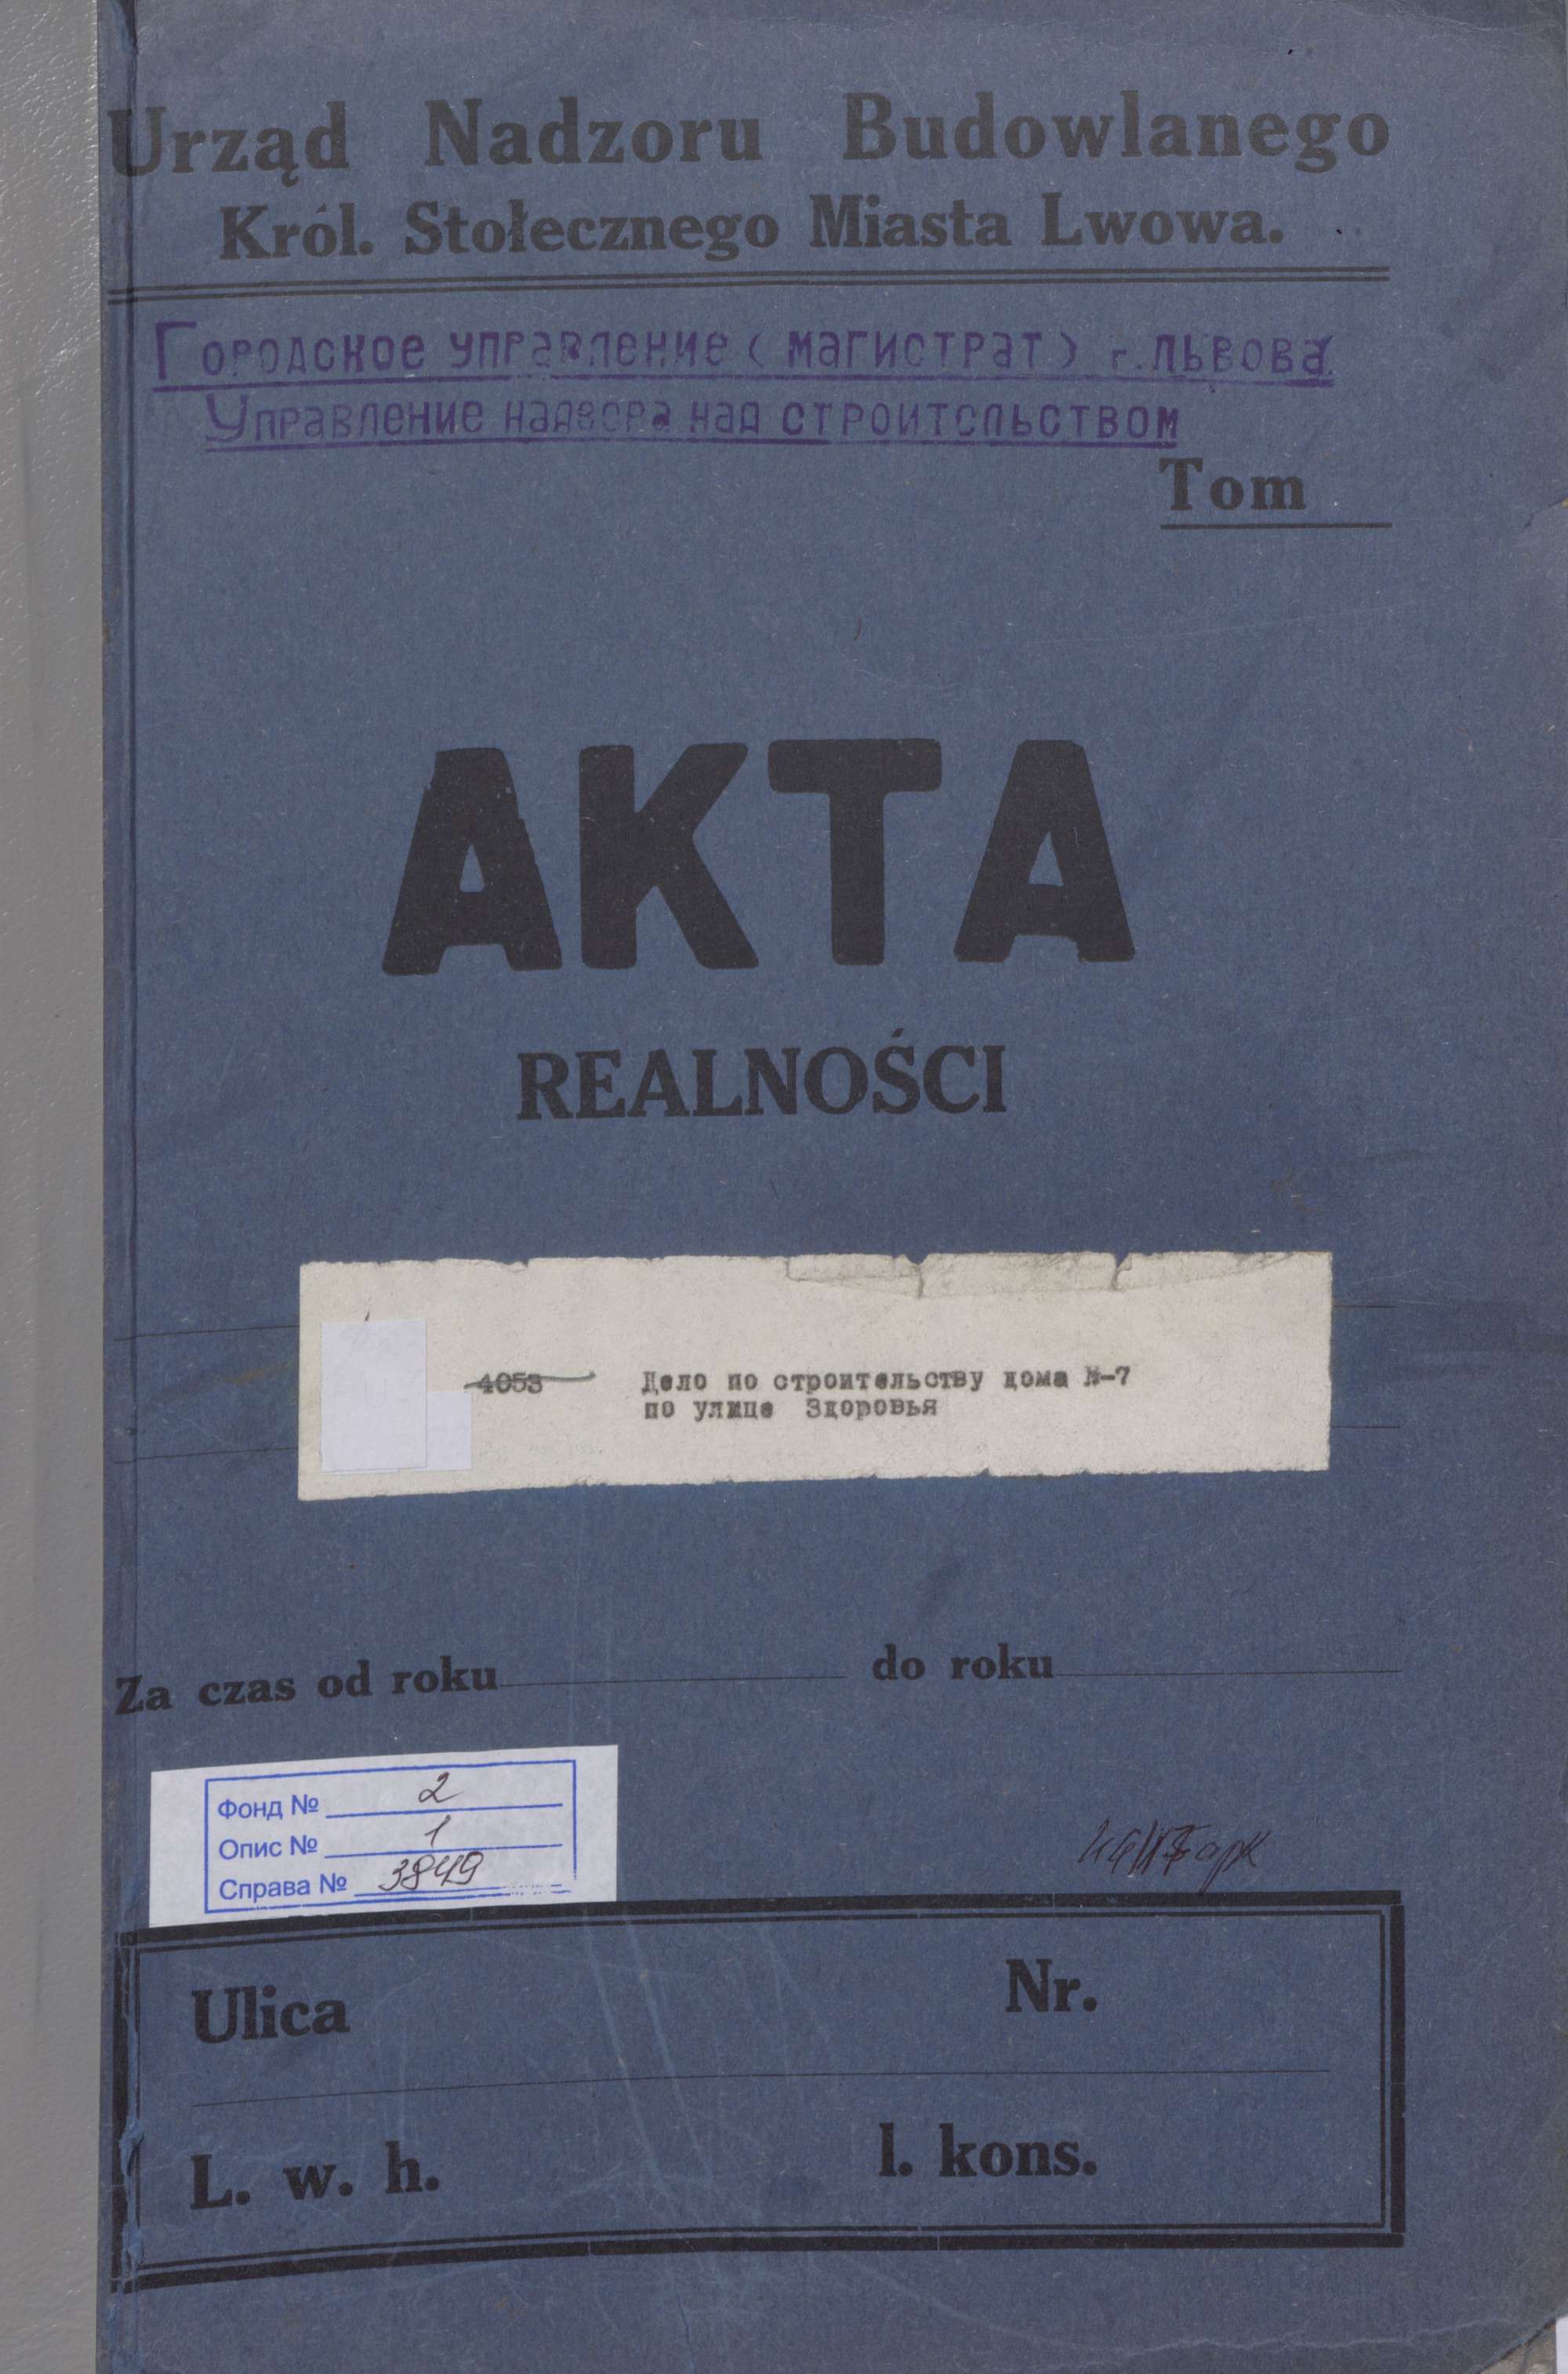 Urząd Nadzoru Budowlanego
Król. Stołecznego Miasta Lwowa.
Городское управление (магистрат) г. Львова
Управление надзора над строительством
Tom
AKTA
REALNOŚCI
4053 Дело по строительству дома №-7
по улице Здоровья
Za czas od roku do roku
Фонд № 2
Опис № 1
Справа № 3849
арк
Ulica Nr.
L. w. h. l. kons.